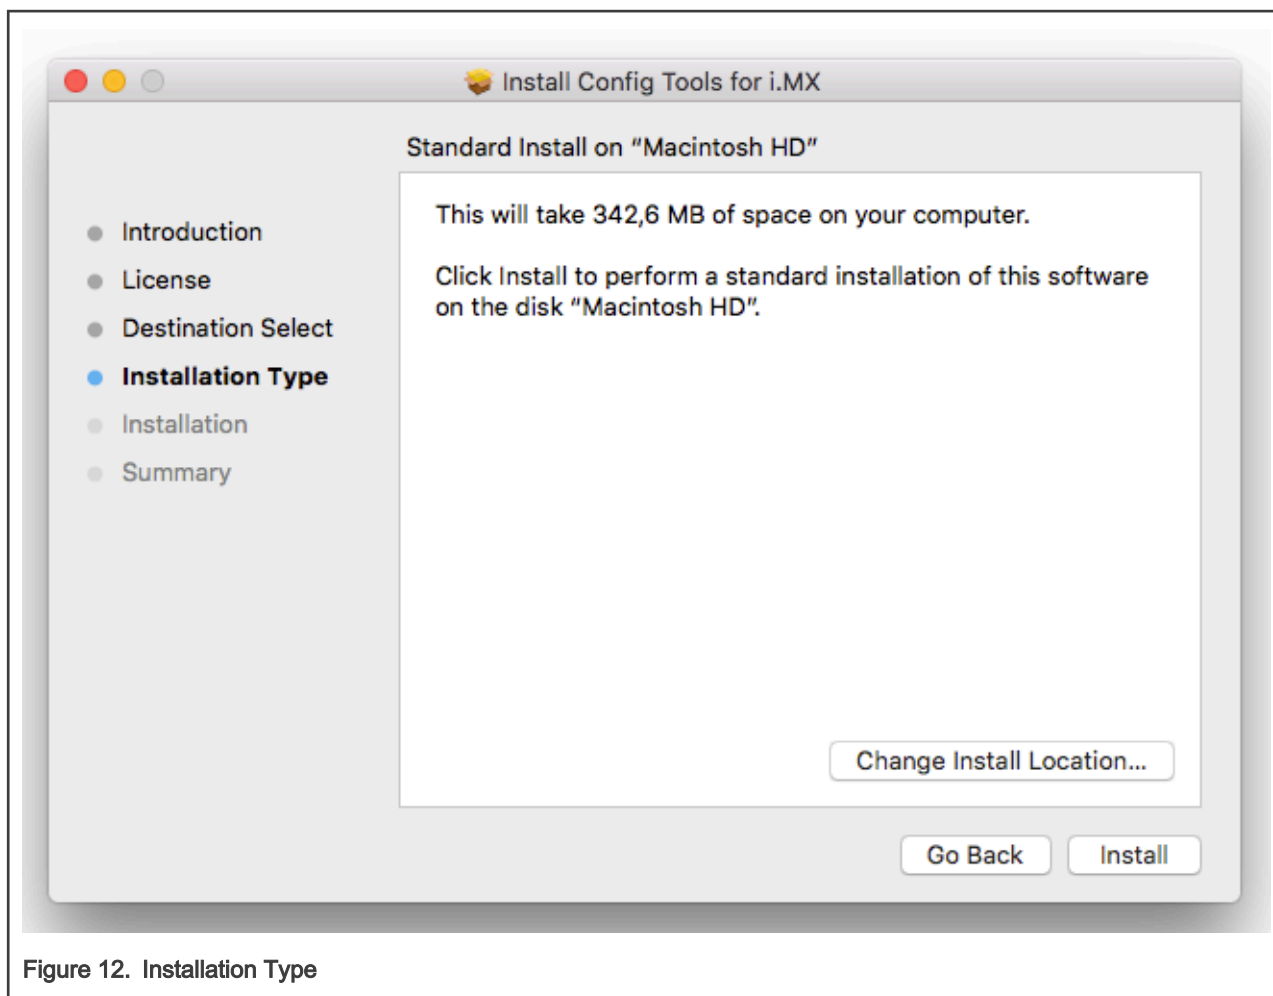 Install Config Tools for i.MX
Standard Install on “Macintosh HD”
Introduction
License
Destination Select
Installation Type
Installation
Summary
This will take 342,6 MB of space on your computer.
Click Install to perform a standard installation of this software
on the disk “Macintosh HD”.
Change Install Location...
Go Back
Install
Figure 12. Installation Type